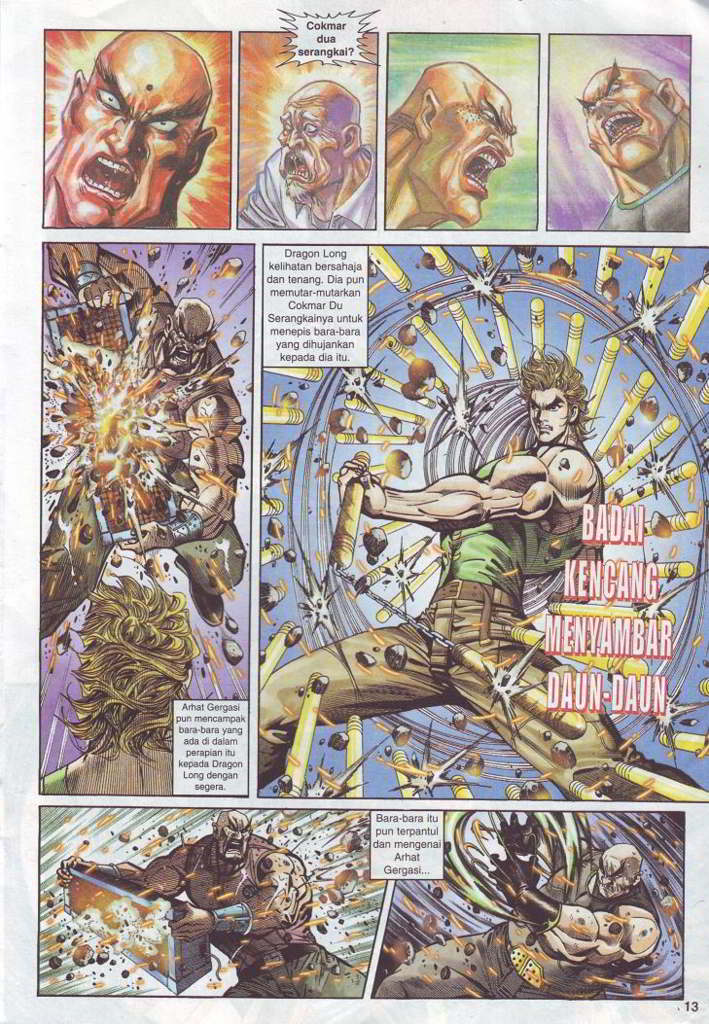 Cokmar
dua
serangkai?
Dragon Long
kelihatan bersahaja
dan tenang. Dia pun
memutar-mutarkan
Cokmar Du
Serangkainya untuk
menepis bara-bara
yang dihujankan
kepada dia itu.
BADAI
KENCANG
MENYAMBAR
DAUN-DAUN
Arhat Gergasi
pun mencampak
bara-bara yang
ada di dalam
perapian itu
kepada Dragon
Long dengan
segera.
Bara-bara itu
pun terpantul
dan mengenai
Arhat
Gergasi...
13